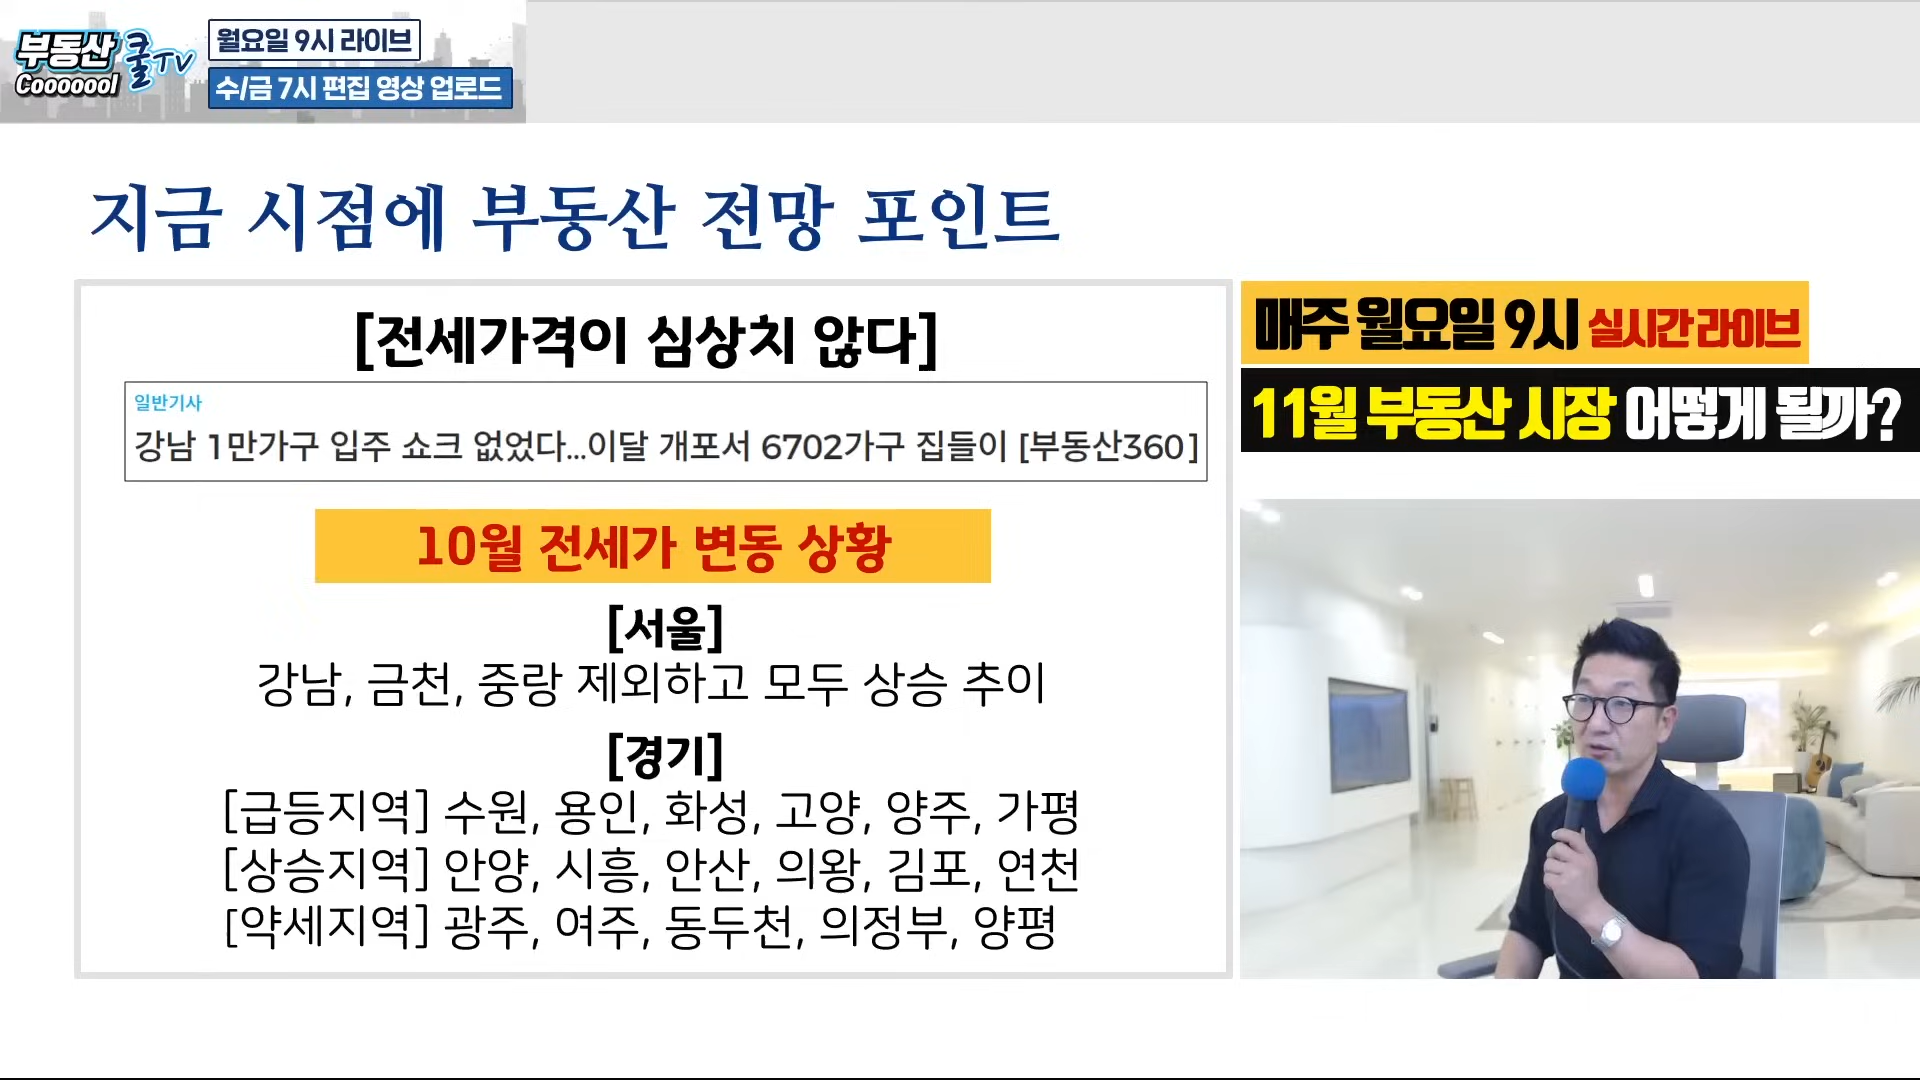 부동산
Cooooool
쿨TV
월요일 9시 라이브
수/금 7시 편집 영상 업로드
지금 시점에 부동산 전망 포인트
[전세가격이 심상치 않다]
일반기사
강남 1만가구 입주 쇼크 없었다...이달 개포서 6702가구 집들이 [부동산360]
10월 전세가 변동 상황
[서울]
강남, 금천, 중랑 제외하고 모두 상승 추이
[경기]
[급등지역] 수원, 용인, 화성, 고양, 양주, 가평
[상승지역] 안양, 시흥, 안산, 의왕, 김포, 연천
[약세지역] 광주, 여주, 동두천, 의정부, 양평
매주 월요일 9시 실시간 라이브
11월 부동산 시장 어떻게 될까?